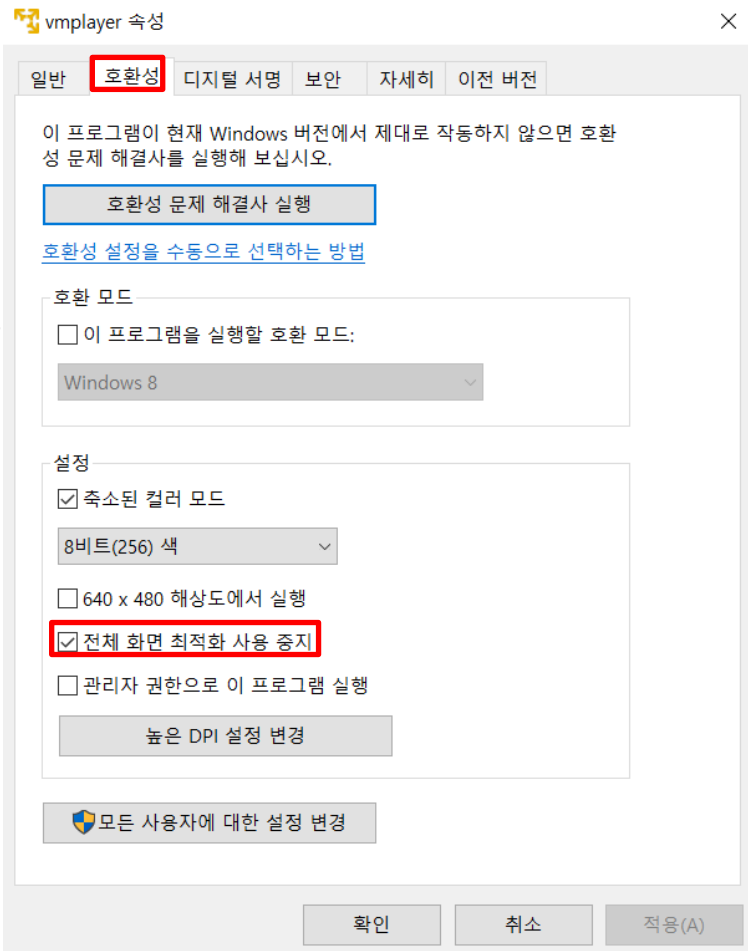 vmplayer 속성
일반 호환성 디지털 서명 보안 자세히 이전 버전
이 프로그램이 현재 Windows 버전에서 제대로 작동하지 않으면 호환
성 문제 해결사를 실행해 보십시오.
호환성 문제 해결사 실행
호환성 설정을 수동으로 선택하는 방법
호환 모드
이 프로그램을 실행할 호환 모드:
Windows 8
설정
축소된 컬러 모드
8비트(256) 색
640 x 480 해상도에서 실행
전체 화면 최적화 사용 중지
관리자 권한으로 이 프로그램 실행
높은 DPI 설정 변경
모든 사용자에 대한 설정 변경
확인 취소 적용(A)